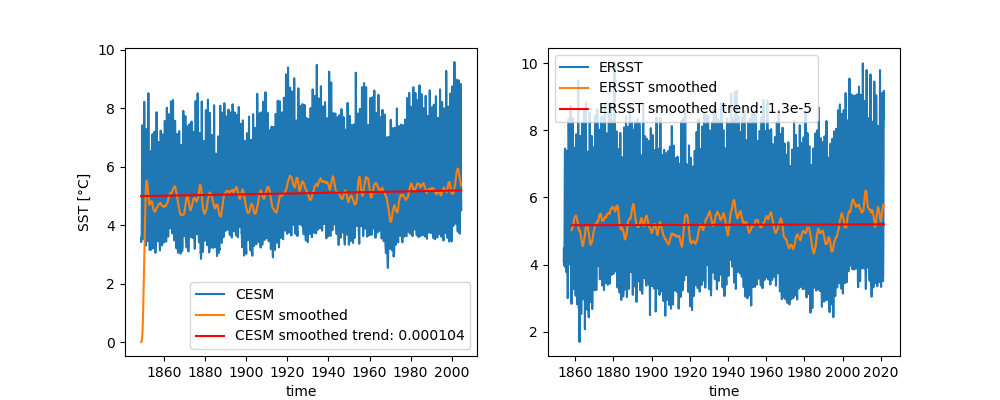 10
8
6
4
2
0
SST [°C]
1860 1880 1900 1920 1940 1960 1980 2000
time
CESM
CESM smoothed
CESM smoothed trend: 0.000104
10
8
6
4
2
1860 1880 1900 1920 1940 1960 1980 2000 2020
time
ERSST
ERSST smoothed
ERSST smoothed trend: 1.3e-5